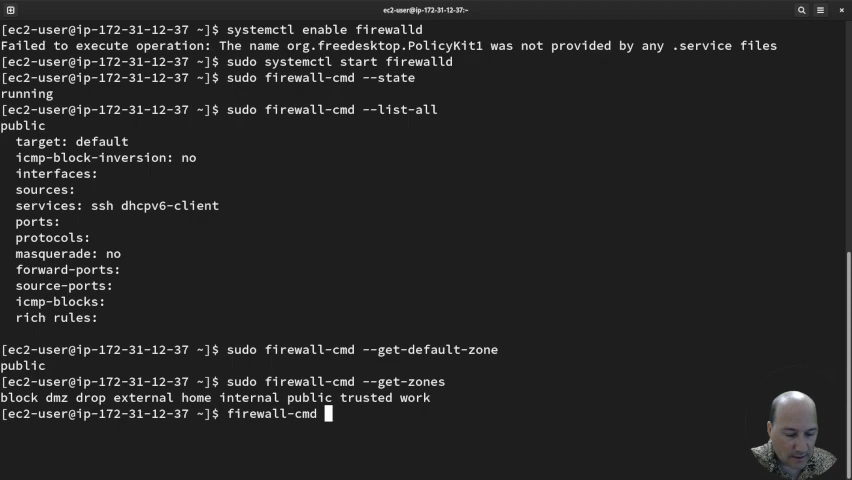 ec2-user@ip-172-31-12-37:~
[ec2-user@ip-172-31-12-37 ~]$ systemctl enable firewalld
Failed to execute operation: The name org.freedesktop.PolicyKit1 was not provided by any .service files
[ec2-user@ip-172-31-12-37 ~]$ sudo systemctl start firewalld
[ec2-user@ip-172-31-12-37 ~]$ sudo firewall-cmd --state
running
[ec2-user@ip-172-31-12-37 ~]$ sudo firewall-cmd --list-all
public
  target: default
  icmp-block-inversion: no
  interfaces:
  sources:
  services: ssh dhcpv6-client
  ports:
  protocols:
  masquerade: no
  forward-ports:
  source-ports:
  icmp-blocks:
  rich rules:
[ec2-user@ip-172-31-12-37 ~]$ sudo firewall-cmd --get-default-zone
public
[ec2-user@ip-172-31-12-37 ~]$ sudo firewall-cmd --get-zones
block dmz drop external home internal public trusted work
[ec2-user@ip-172-31-12-37 ~]$ firewall-cmd